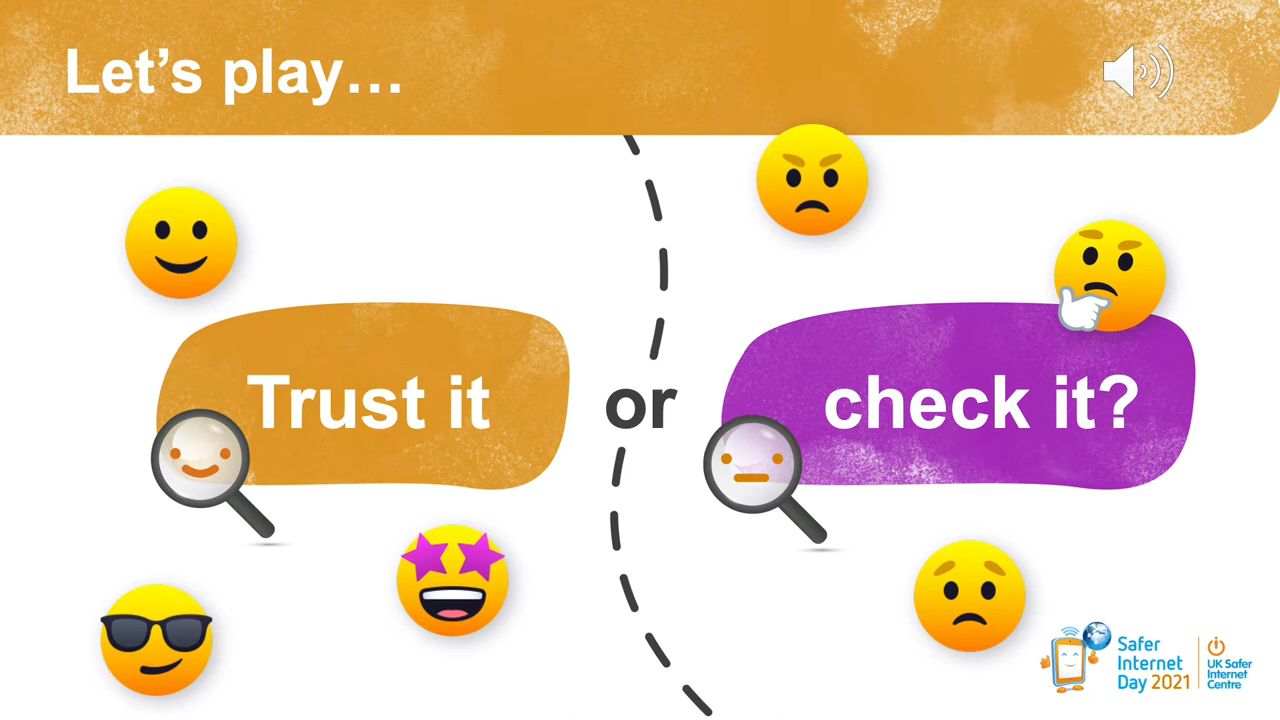 Let’s play…
Trust it
or
check it?
Safer
Internet
Day 2021
UK Safer
Internet
Centre